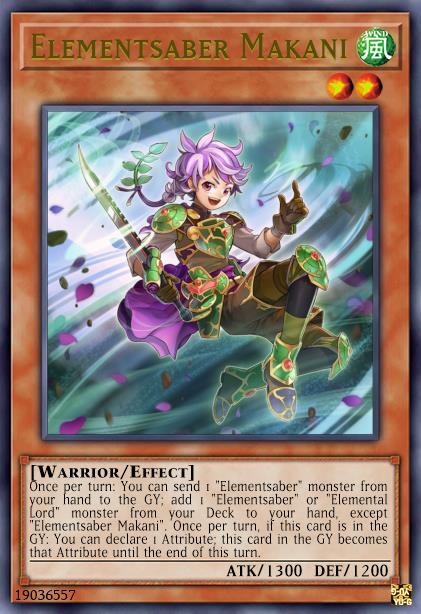 Elementsaber Makani
WIND
風
[Warrior/Effect]
Once per turn: You can send 1 "Elementsaber" monster from
your hand to the GY; add 1 "Elementsaber" or "Elemental
Lord" monster from your Deck to your hand, except
"Elementsaber Makani". Once per turn, if this card is in the
GY: You can declare 1 Attribute; this card in the GY becomes
that Attribute until the end of this turn.
ATK/1300 DEF/1200
19036557